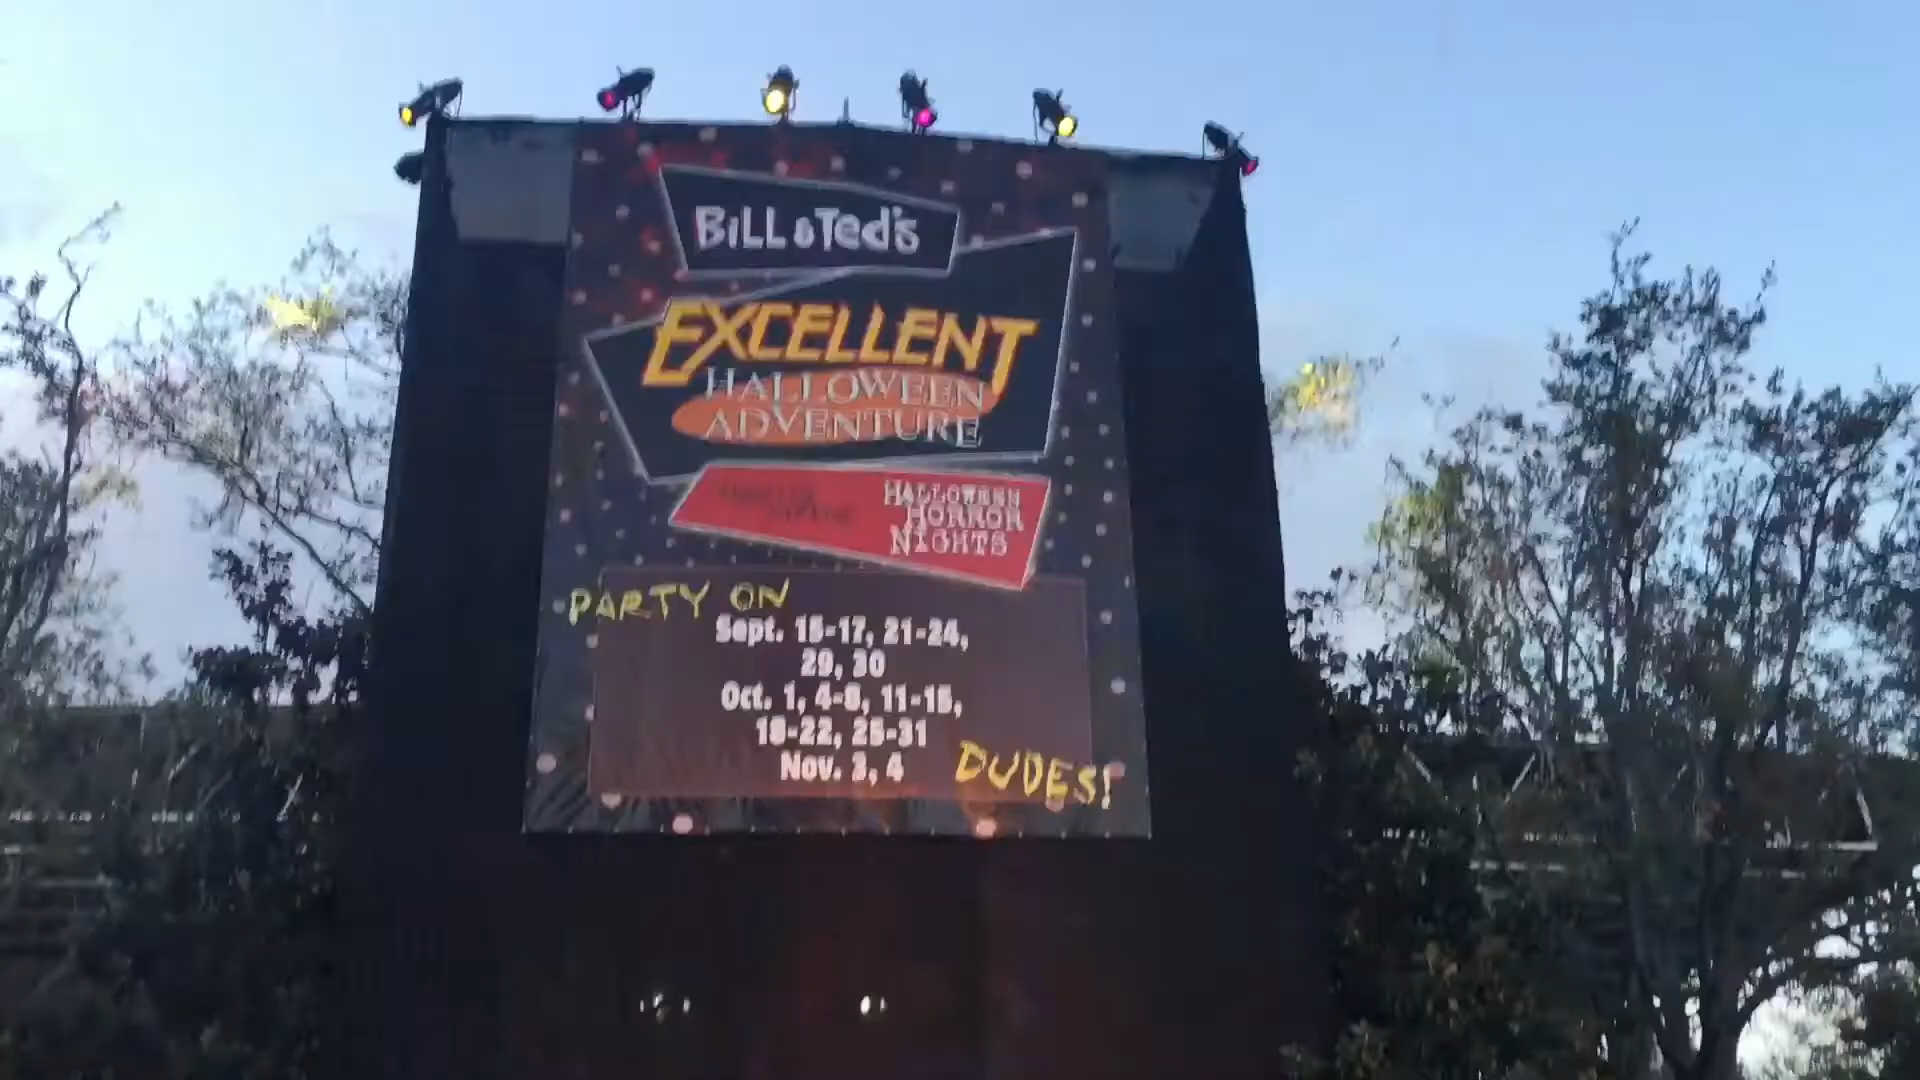 BiLL & Ted's
EXCELLENT
HALLOWEEN
ADVENTURE
HALLOWEEN
HORROR
NIGHTS
PARTY ON
Sept. 15-17, 21-24,
29, 30
Oct. 1, 4-8, 11-15,
18-22, 25-31
Nov. 3, 4
DUDES!